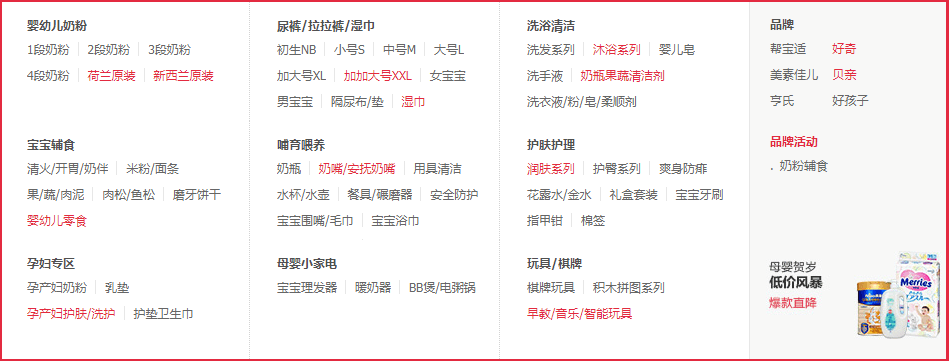 婴幼儿奶粉
1段奶粉 2段奶粉 3段奶粉
4段奶粉 荷兰原装 新西兰原装
尿裤/拉拉裤/湿巾
初生NB 小号S 中号M 大号L
加大号XL 加加大号XXL 女宝宝
男宝宝 隔尿布/垫 湿巾
洗浴清洁
洗发系列 沐浴系列 婴儿皂
洗手液 奶瓶果蔬清洁剂
洗衣液/粉/皂/柔顺剂
宝宝辅食
清火/开胃/奶伴 米粉/面条
果/蔬/肉泥 肉松/鱼松 磨牙饼干
婴幼儿零食
哺育喂养
奶瓶 奶嘴/安抚奶嘴 用具清洁
水杯/水壶 餐具/碾磨器 安全防护
宝宝围嘴/毛巾 宝宝浴巾
护肤护理
润肤系列 护臀系列 爽身防痱
花露水/金水 礼盒套装 宝宝牙刷
指甲钳 棉签
孕妇专区
孕产妇奶粉 乳垫
孕产妇护肤/洗护 护垫卫生巾
母婴小家电
宝宝理发器 暖奶器 BB煲/电粥锅
玩具/棋牌
棋牌玩具 积木拼图系列
早教/音乐/智能玩具
品牌
帮宝适 好奇
美素佳儿 贝亲
亨氏 好孩子
品牌活动
. 奶粉辅食
母婴贺岁
低价风暴
爆款直降
Merries